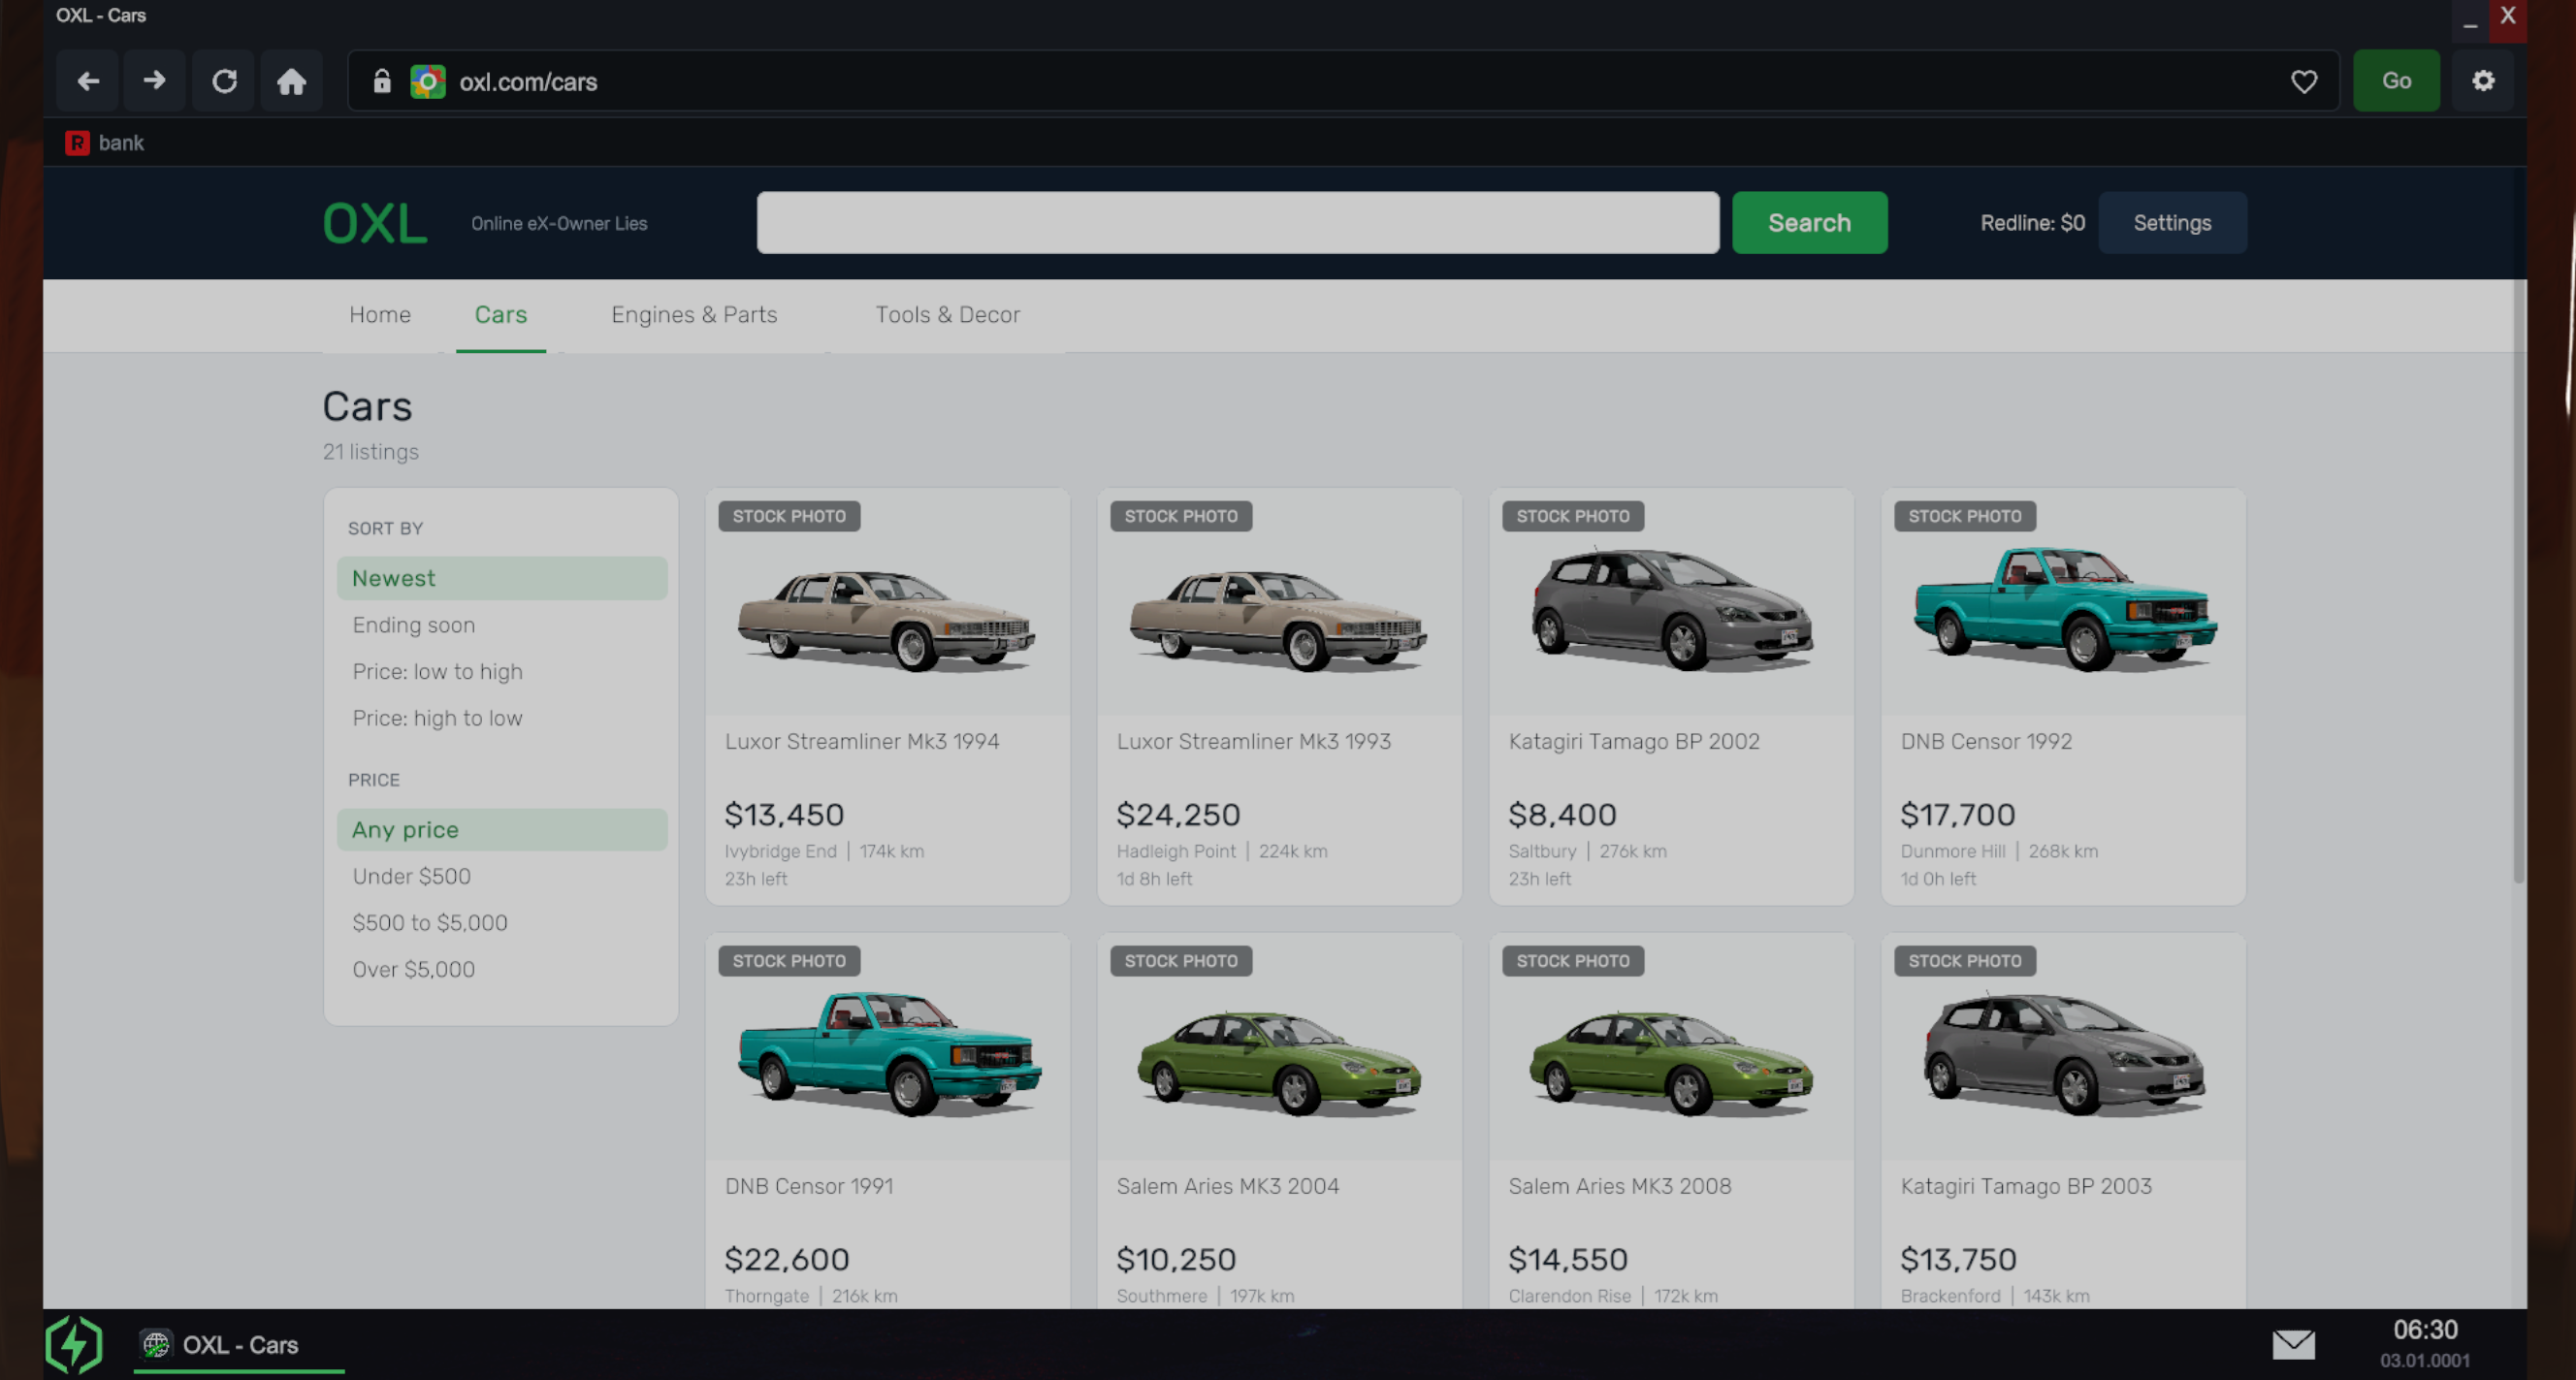 OXL - Cars
_ X
oxl.com/cars
Go
R bank
OXL
Online eX-Owner Lies
Search
Redline: $0
Settings
Home
Cars
Engines & Parts
Tools & Decor
Cars
21 listings
SORT BY
Newest
Ending soon
Price: low to high
Price: high to low
PRICE
Any price
Under $500
$500 to $5,000
Over $5,000
STOCK PHOTO
Luxor Streamliner Mk3 1994
$13,450
Ivybridge End | 174k km
23h left
STOCK PHOTO
Luxor Streamliner Mk3 1993
$24,250
Hadleigh Point | 224k km
1d 8h left
STOCK PHOTO
Katagiri Tamago BP 2002
$8,400
Saltbury | 276k km
23h left
STOCK PHOTO
DNB Censor 1992
$17,700
Dunmore Hill | 268k km
1d 0h left
STOCK PHOTO
DNB Censor 1991
$22,600
Thorngate | 216k km
STOCK PHOTO
Salem Aries MK3 2004
$10,250
Southmere | 197k km
STOCK PHOTO
Salem Aries MK3 2008
$14,550
Clarendon Rise | 172k km
STOCK PHOTO
Katagiri Tamago BP 2003
$13,750
Brackenford | 143k km
OXL - Cars
06:30
03.01.0001